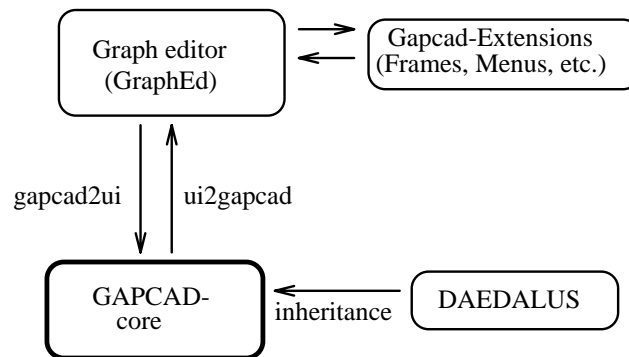 Graph editor
(GraphEd)
Gapcad-Extensions
(Frames, Menus, etc.)
gapcad2ui
ui2gapcad
GAPCAD-
core
inheritance
DAEDALUS